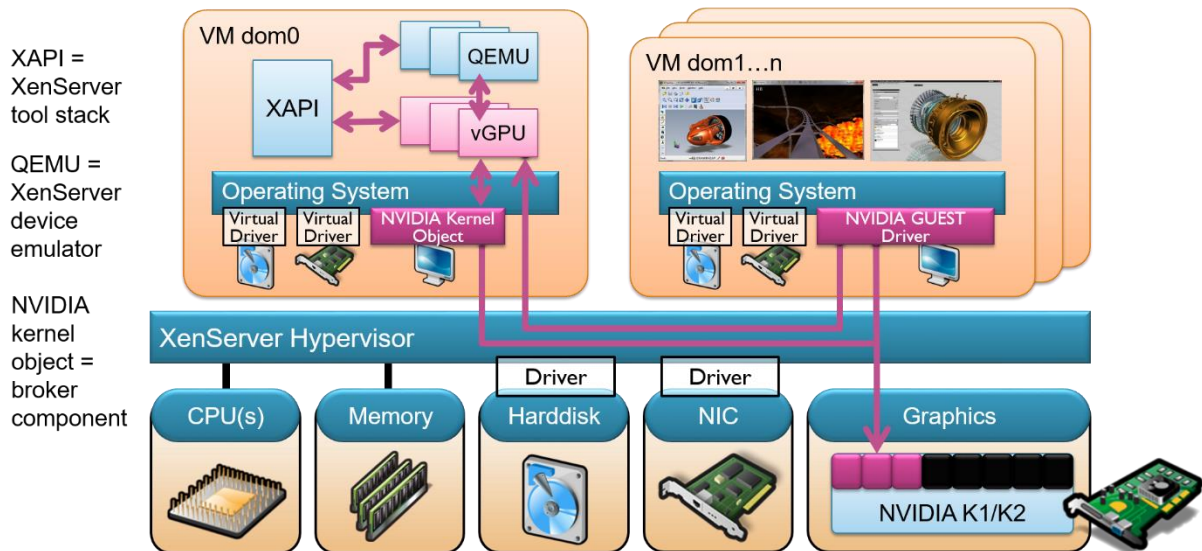 XAPI =
XenServer
tool stack
QEMU =
XenServer
device
emulator
NVIDIA
kernel
object =
broker
component
VM dom0
XAPI
QEMU
vGPU
Operating System
Virtual
Driver
Virtual
Driver
NVIDIA Kernel
Object
VM dom1...n
Operating System
Virtual
Driver
Virtual
Driver
NVIDIA GUEST
Driver
XenServer Hypervisor
Driver
Driver
CPU(s)
Memory
Harddisk
NIC
Graphics
NVIDIA K1/K2